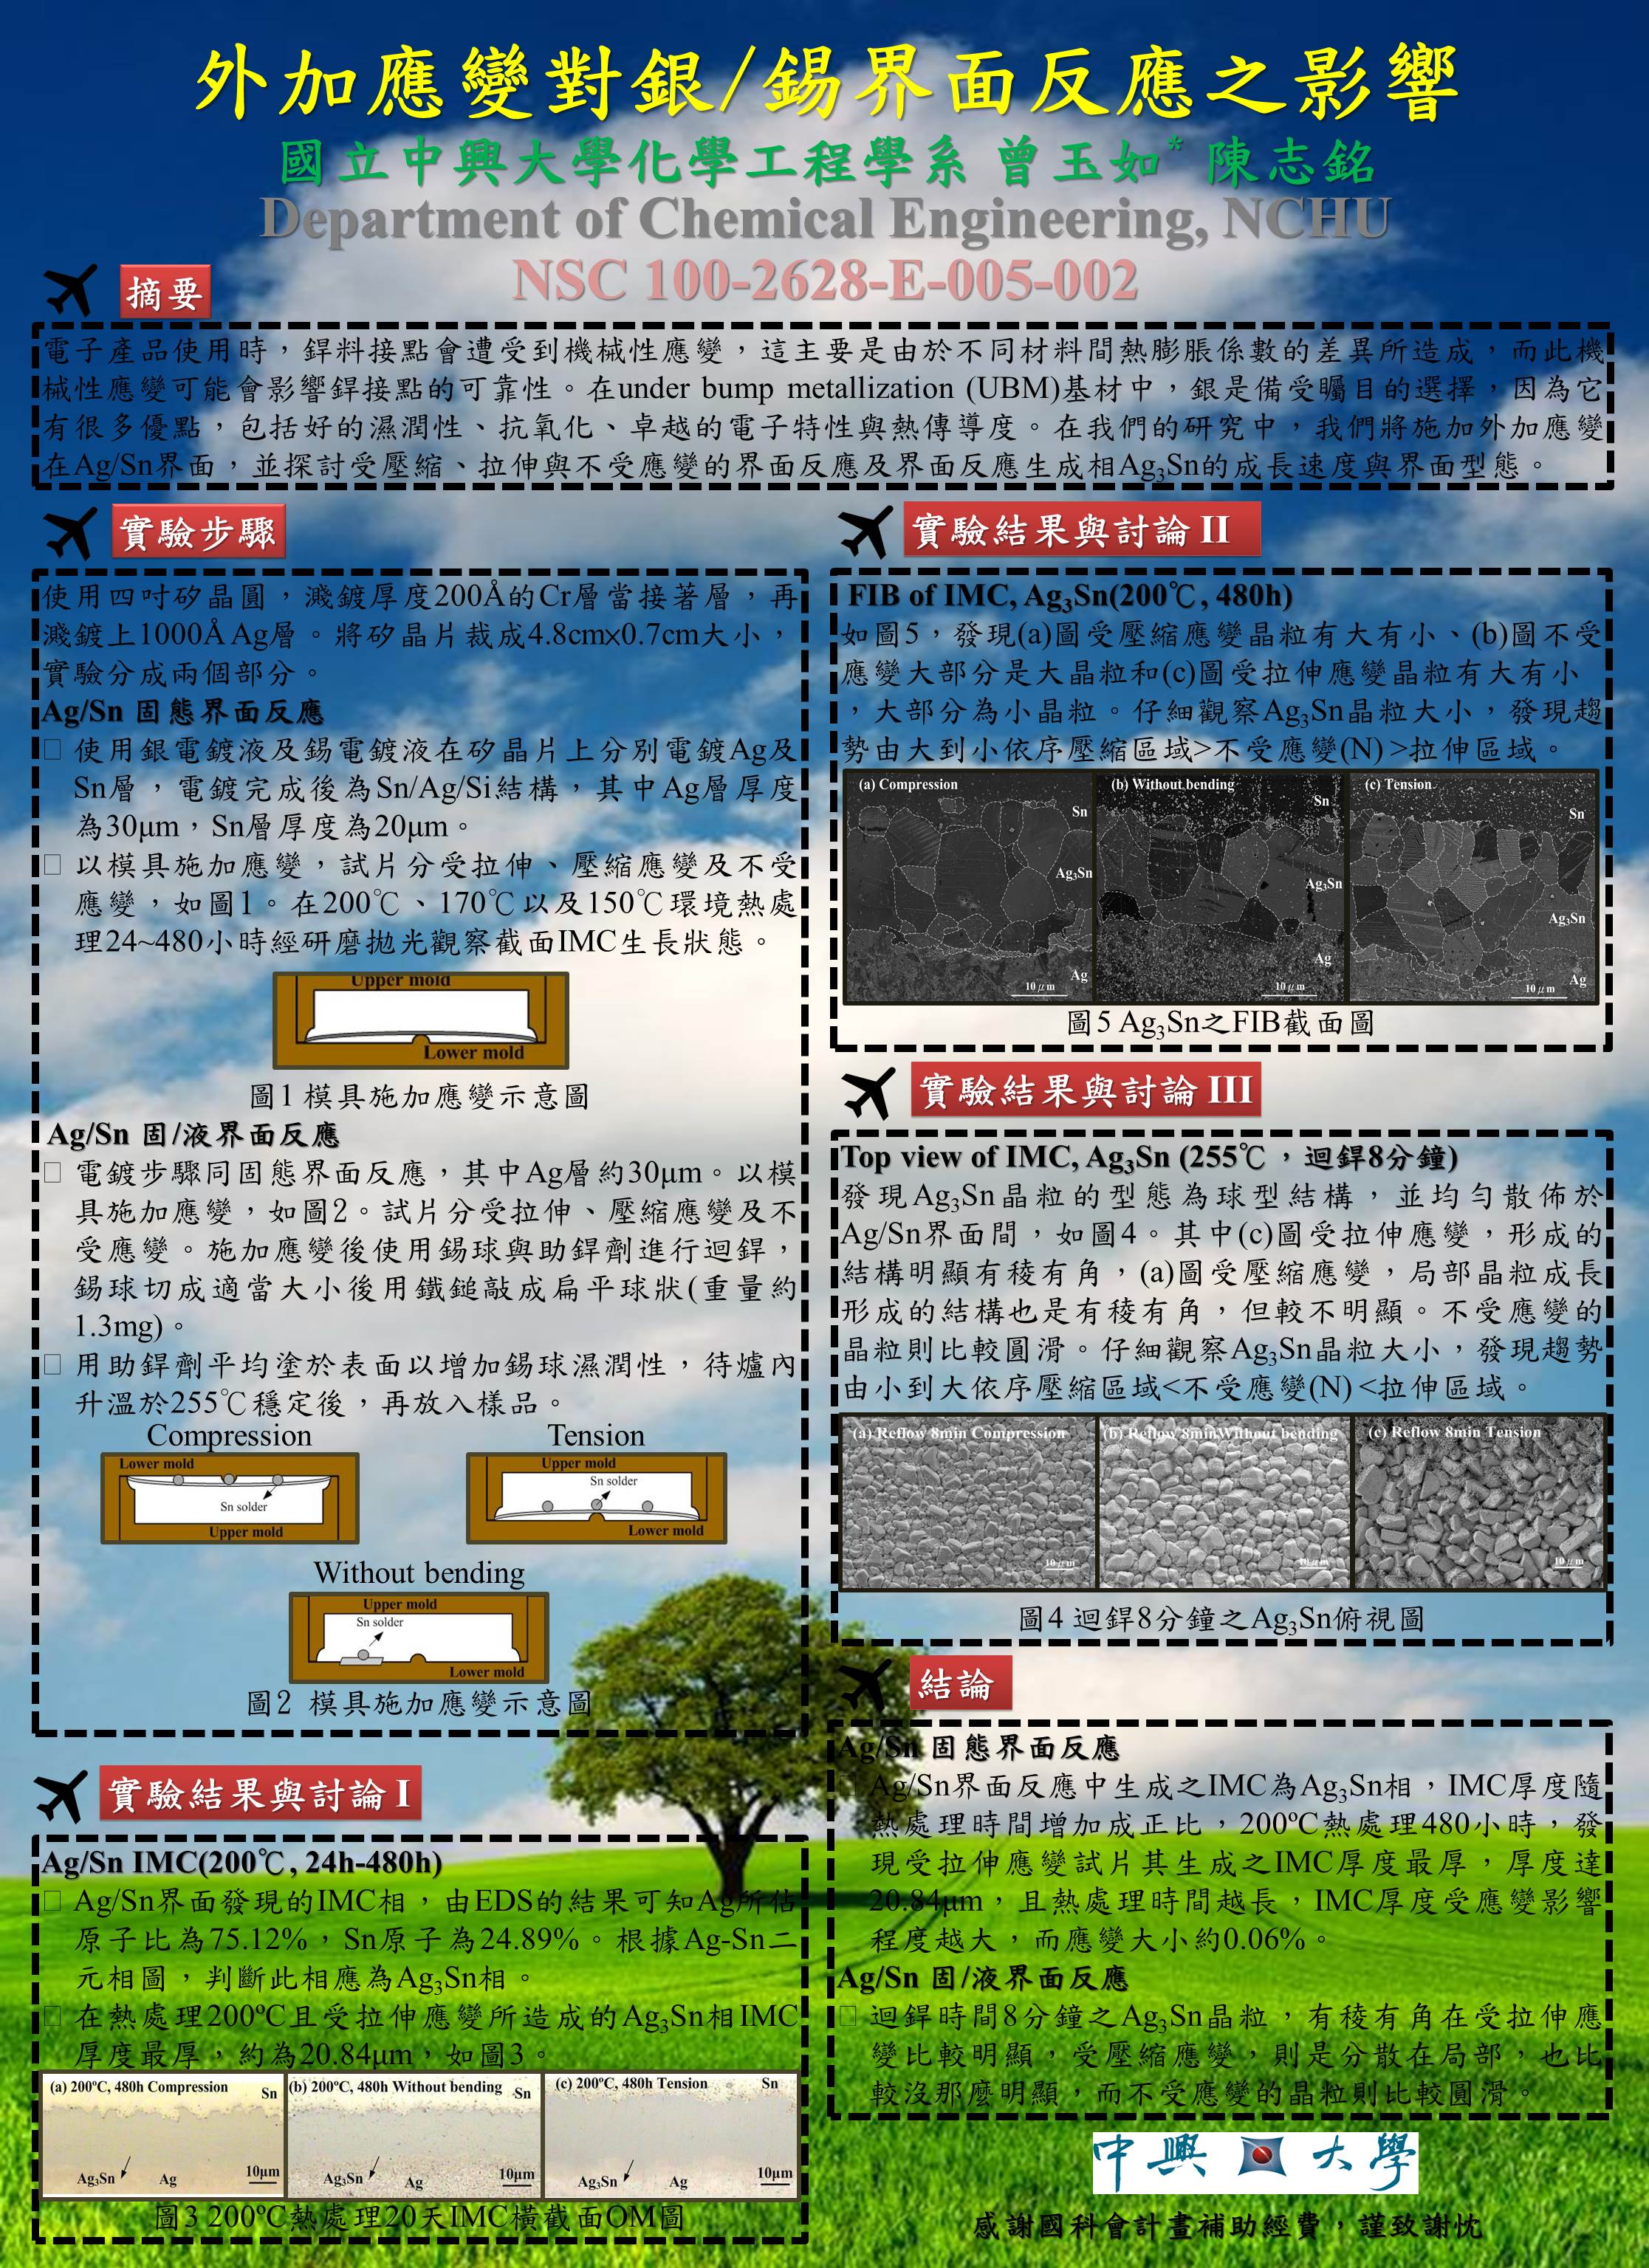 外加應變對銀/錫界面反應之影響
國立中興大學化學工程學系 曾玉如* 陳志銘
Department of Chemical Engineering, NCHU
NSC 100-2628-E-005-002
摘要
電子產品使用時，銲料接點會遭受到機械性應變，這主要是由於不同材料間熱膨脹係數的差異所造成，而此機
械性應變可能會影響銲接點的可靠性。在under bump metallization (UBM)基材中，銀是備受矚目的選擇，因為它
有很多優點，包括好的濕潤性、抗氧化、卓越的電子特性與熱傳導度。在我們的研究中，我們將施加外加應變
在Ag/Sn界面，並探討受壓縮、拉伸與不受應變的界面反應及界面反應生成相Ag₃Sn的成長速度與界面型態。
實驗步驟
使用四吋矽晶圓，濺鍍厚度200Å的Cr層當接著層，再
濺鍍上1000Å Ag層。將矽晶片裁成4.8cm×0.7cm大小，
實驗分成兩個部分。
Ag/Sn 固態界面反應
□ 使用銀電鍍液及錫電鍍液在矽晶片上分別電鍍Ag及
Sn層，電鍍完成後為Sn/Ag/Si結構，其中Ag層厚度
為30μm，Sn層厚度為20μm。
□ 以模具施加應變，試片分受拉伸、壓縮應變及不受
應變，如圖1。在200℃、170℃以及150℃環境熱處
理24~480小時經研磨拋光觀察截面IMC生長狀態。
Upper mold
Lower mold
圖1 模具施加應變示意圖
Ag/Sn 固/液界面反應
□ 電鍍步驟同固態界面反應，其中Ag層約30μm。以模
具施加應變，如圖2。試片分受拉伸、壓縮應變及不
受應變。施加應變後使用錫球與助銲劑進行迴銲，
錫球切成適當大小後用鐵鎚敲成扁平球狀(重量約
1.3mg)。
□ 用助銲劑平均塗於表面以增加錫球濕潤性，待爐內
升溫於255℃穩定後，再放入樣品。
Compression
Lower mold
Sn solder
Upper mold
Tension
Upper mold
Sn solder
Lower mold
Without bending
Upper mold
Sn solder
Lower mold
圖2 模具施加應變示意圖
實驗結果與討論 I
Ag/Sn IMC(200℃, 24h-480h)
□ Ag/Sn界面發現的IMC相，由EDS的結果可知Ag所佔
原子比為75.12%，Sn原子為24.89%。根據Ag-Sn二
元相圖，判斷此相應為Ag₃Sn相。
□ 在熱處理200ºC且受拉伸應變所造成的Ag₃Sn相IMC
厚度最厚，約為20.84μm，如圖3。
(a) 200ºC, 480h Compression
Sn
Ag₃Sn
Ag
10μm
(b) 200ºC, 480h Without bending
Sn
Ag₃Sn
Ag
10μm
(c) 200ºC, 480h Tension
Sn
Ag₃Sn
Ag
10μm
圖3 200ºC熱處理20天IMC橫截面OM圖
實驗結果與討論 II
FIB of IMC, Ag₃Sn(200℃, 480h)
如圖5，發現(a)圖受壓縮應變晶粒有大有小、(b)圖不受
應變大部分是大晶粒和(c)圖受拉伸應變晶粒有大有小
，大部分為小晶粒。仔細觀察Ag₃Sn晶粒大小，發現趨
勢由大到小依序壓縮區域>不受應變(N) >拉伸區域。
(a) Compression
Sn
Ag₃Sn
Ag
10μm
(b) Without bending
Sn
Ag₃Sn
Ag
10μm
(c) Tension
Sn
Ag₃Sn
Ag
10μm
圖5 Ag₃Sn之FIB截面圖
實驗結果與討論 III
Top view of IMC, Ag₃Sn (255℃，迴銲8分鐘)
發現Ag₃Sn晶粒的型態為球型結構，並均勻散佈於
Ag/Sn界面間，如圖4。其中(c)圖受拉伸應變，形成的
結構明顯有稜有角，(a)圖受壓縮應變，局部晶粒成長
形成的結構也是有稜有角，但較不明顯。不受應變的
晶粒則比較圓滑。仔細觀察Ag₃Sn晶粒大小，發現趨勢
由小到大依序壓縮區域<不受應變(N) <拉伸區域。
(a) Reflow 8min Compression
10μm
(b) Reflow 8minWithout bending
10μm
(c) Reflow 8min Tension
10μm
圖4 迴銲8分鐘之Ag₃Sn俯視圖
結論
Ag/Sn 固態界面反應
□ Ag/Sn界面反應中生成之IMC為Ag₃Sn相，IMC厚度隨
熱處理時間增加成正比，200ºC熱處理480小時，發
現受拉伸應變試片其生成之IMC厚度最厚，厚度達
20.84μm，且熱處理時間越長，IMC厚度受應變影響
程度越大，而應變大小約0.06%。
Ag/Sn 固/液界面反應
□ 迴銲時間8分鐘之Ag₃Sn晶粒，有稜有角在受拉伸應
變比較明顯，受壓縮應變，則是分散在局部，也比
較沒那麼明顯，而不受應變的晶粒則比較圓滑。
中興大學
感謝國科會計畫補助經費，謹致謝忱